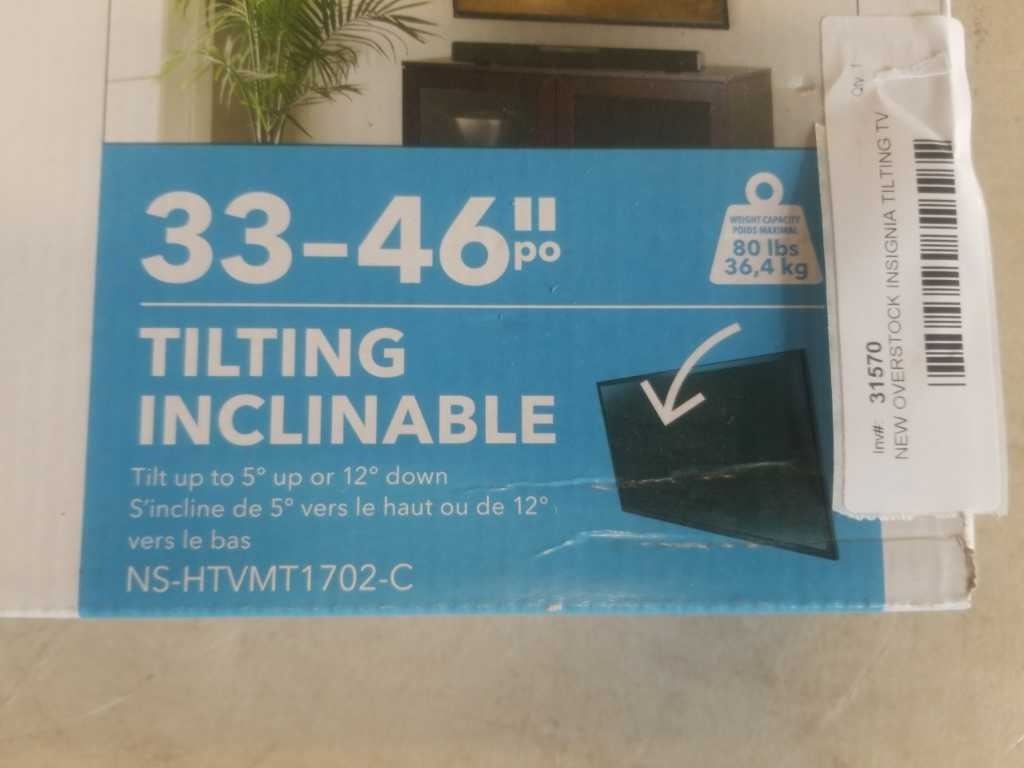 33-46"
po
WEIGHT CAPACITY
POIDS MAXIMAL
80 lbs
36,4 kg
TILTING
INCLINABLE
Tilt up to 5° up or 12° down
S'incline de 5° vers le haut ou de 12°
vers le bas
NS-HTVMT1702-C
Inv#: 31570
Qty 1
NEW OVERSTOCK INSIGNIA TILTING TV